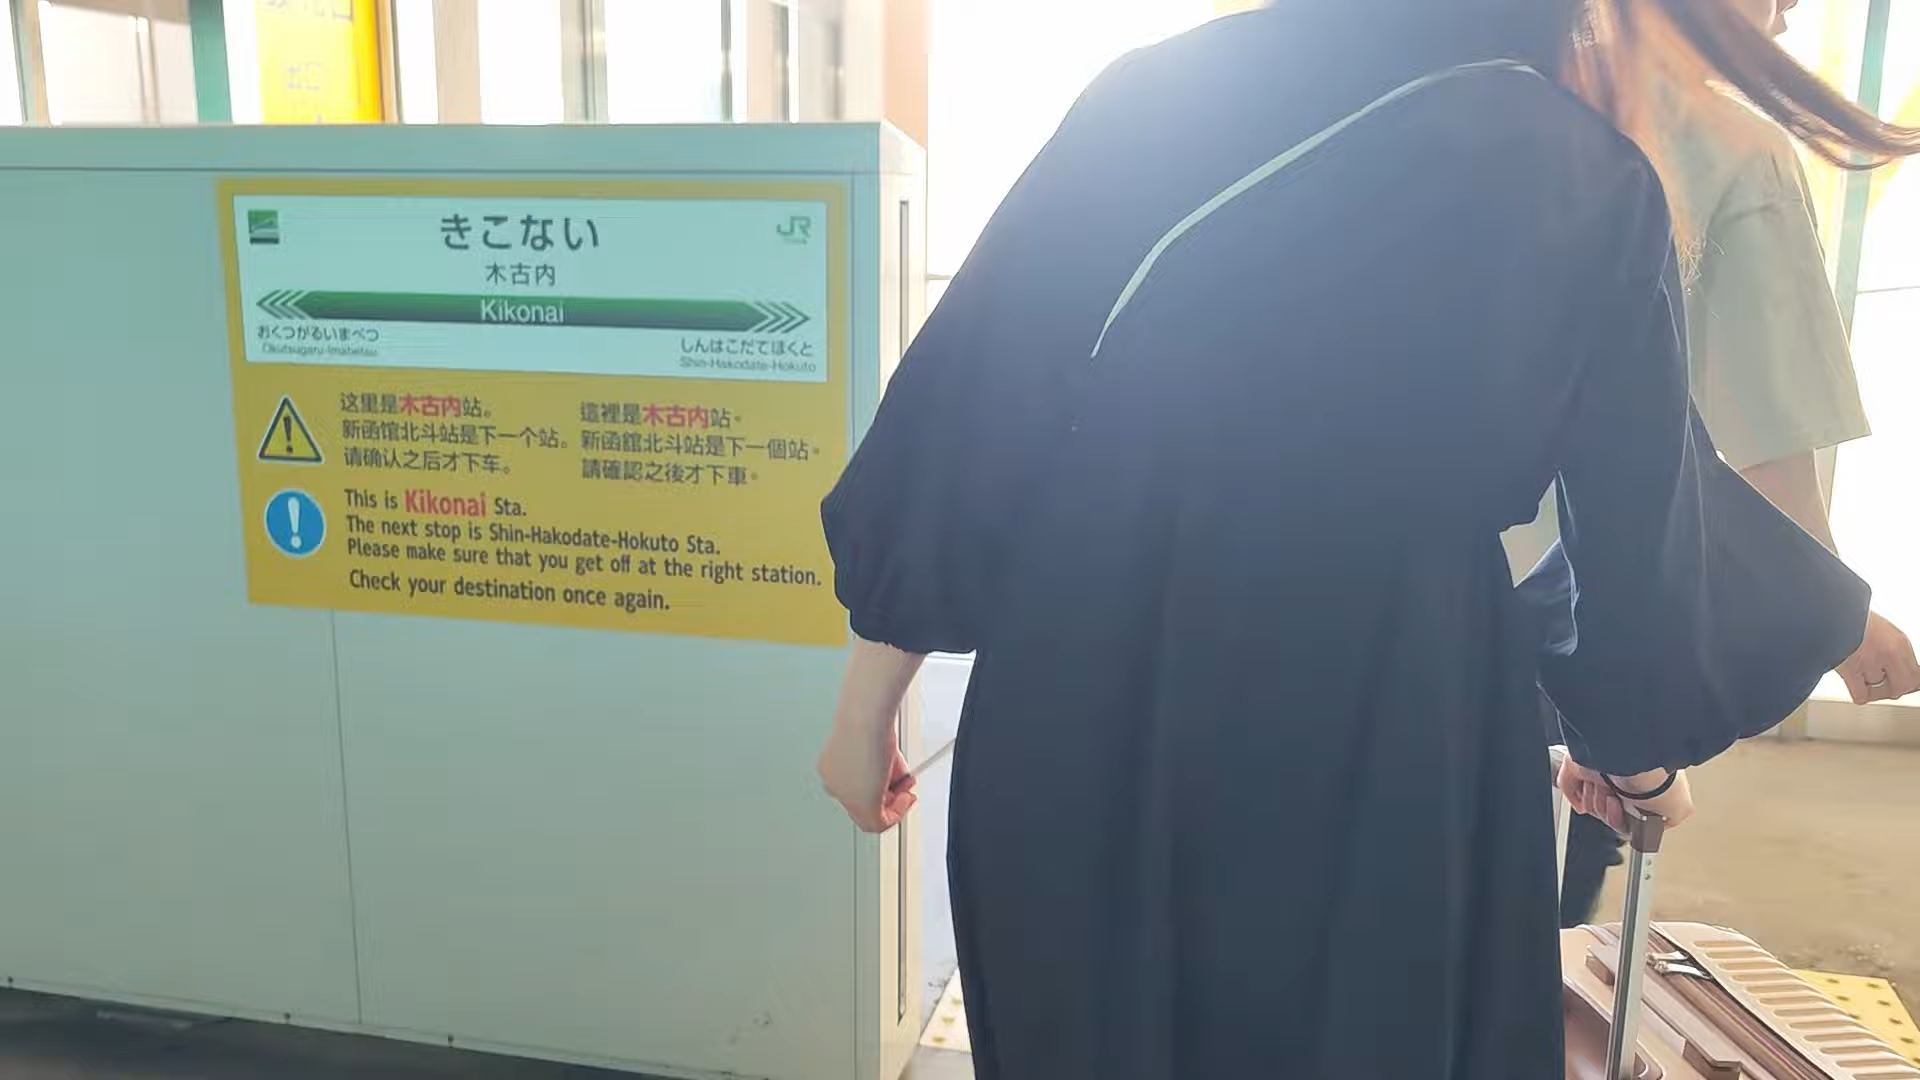 きこない
JR
木古内
Kikonai
おくつがるいまべつ
Okutsugaru-Imabetsu
しんはこだてほくと
Shin-Hakodate-Hokuto
这里是木古内站。
新函馆北斗站是下一个站。
请确认之后才下车。
這裡是木古内站。
新函館北斗站是下一個站。
請確認之後才下車。
This is Kikonai Sta.
The next stop is Shin-Hakodate-Hokuto Sta.
Please make sure that you get off at the right station.
Check your destination once again.